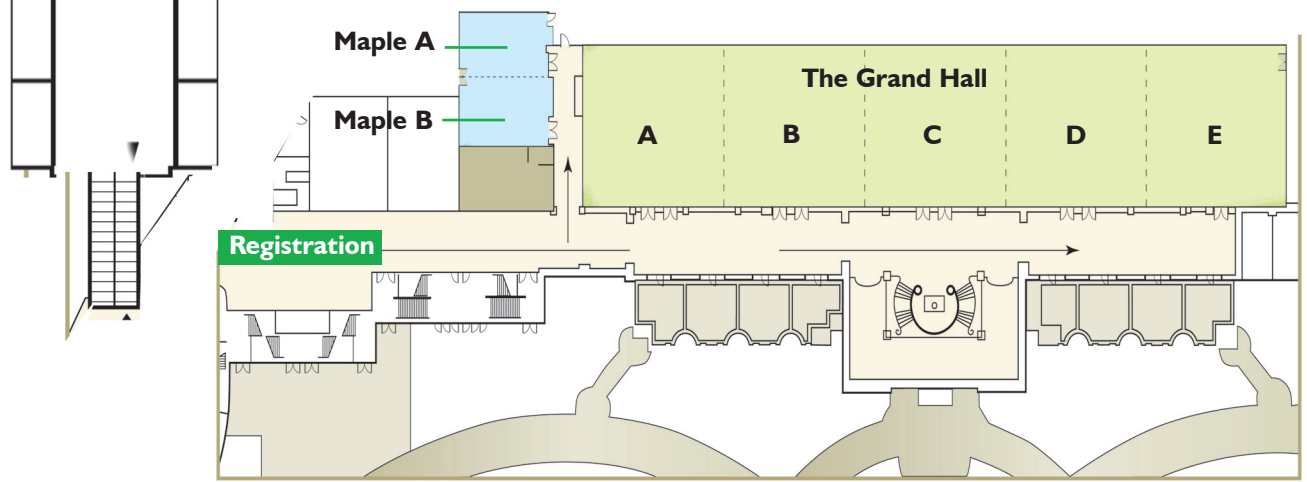 Maple A
The Grand Hall
Maple B
A
B
C
D
E
Registration